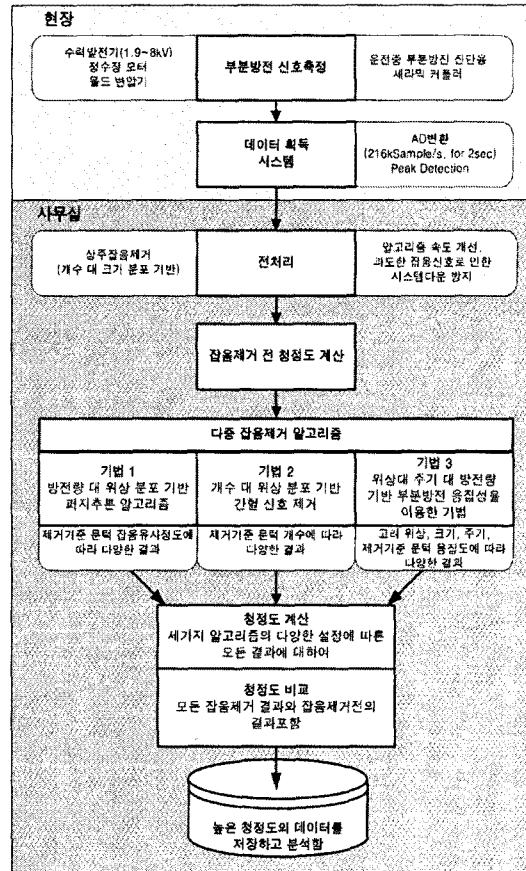 현장
수력발전기(1.9~8kV)
정수장 모터
몰드 변압기
부분방전 신호측정
운전중 부분방전 진단용
세라믹 커플러
데이터 획득
시스템
AD변환
(216kSample/s, for 2sec)
Peak Detection
사무실
상주잡음제거
(개수 대 크기 분포 기반)
전처리
알고리즘 속도 개선,
과도한 잡음신호로 인한
시스템다운 방지
잡음제거 전 청정도 계산
다중 잡음제거 알고리즘
기법 1
방전량 대 위상 분포 기반
퍼지추론 알고리즘
기법 2
개수 대 위상 분포 기반
간헐 신호 제거
기법 3
위상대 주기 대 방전량
기반 부분방전 응집성을
이용한 기법
제거기준 문턱 잡음유사정도에
따라 다양한 결과
제거기준 문턱 개수에 따라
다양한 결과
고려 위상, 크기, 주기,
제거기준 문턱 응집도에 따라
다양한 결과
청정도 계산
세가지 알고리즘의 다양한 설정에 따른
모든 결과에 대하여
청정도 비교
모든 잡음제거 결과와 잡음제거전의
결과포함
높은 청정도의 데이터를
저장하고 분석함